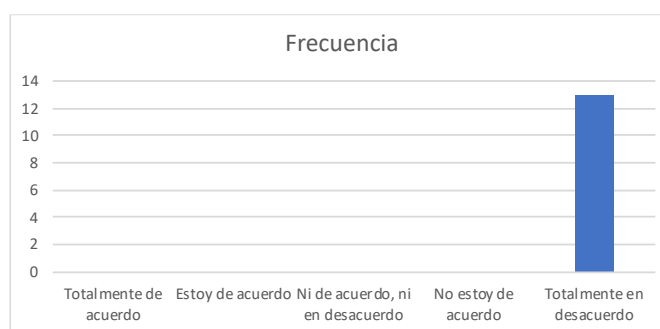 Frecuencia
14
12
10
8
6
4
2
0
Totalmente de acuerdo
Estoy de acuerdo
Ni de acuerdo, ni en desacuerdo
No estoy de acuerdo
Totalmente en desacuerdo